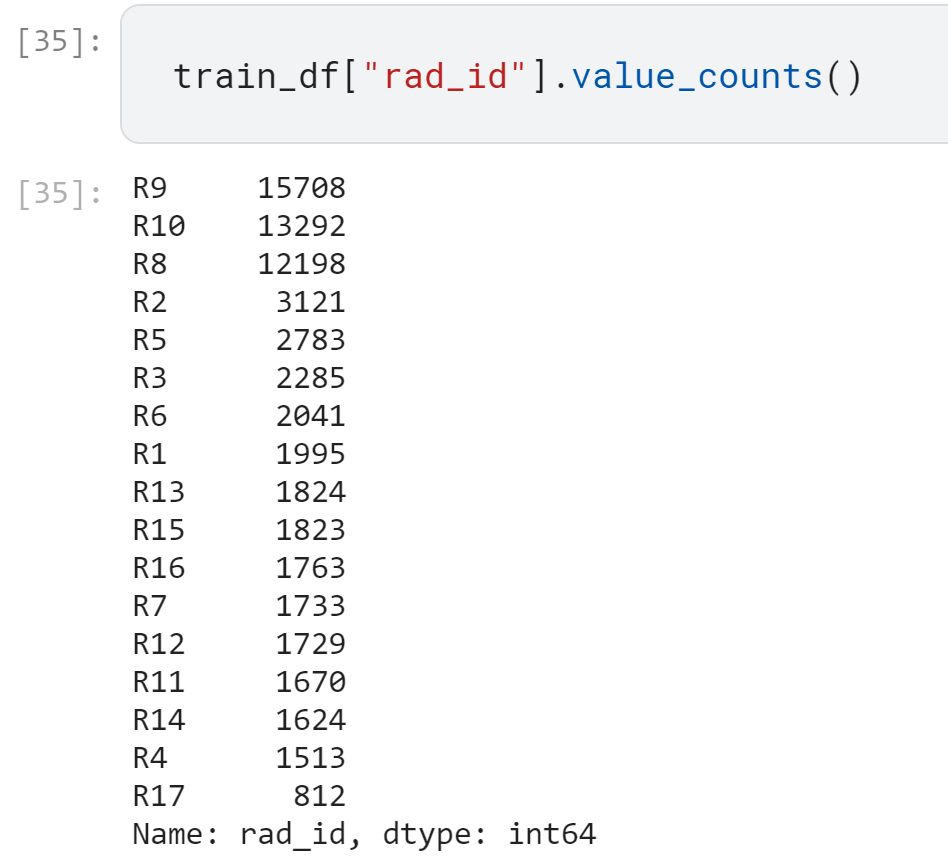 [35]:
train_df["rad_id"].value_counts()
[35]:
R9 15708
R10 13292
R8 12198
R2 3121
R5 2783
R3 2285
R6 2041
R1 1995
R13 1824
R15 1823
R16 1763
R7 1733
R12 1729
R11 1670
R14 1624
R4 1513
R17 812
Name: rad_id, dtype: int64